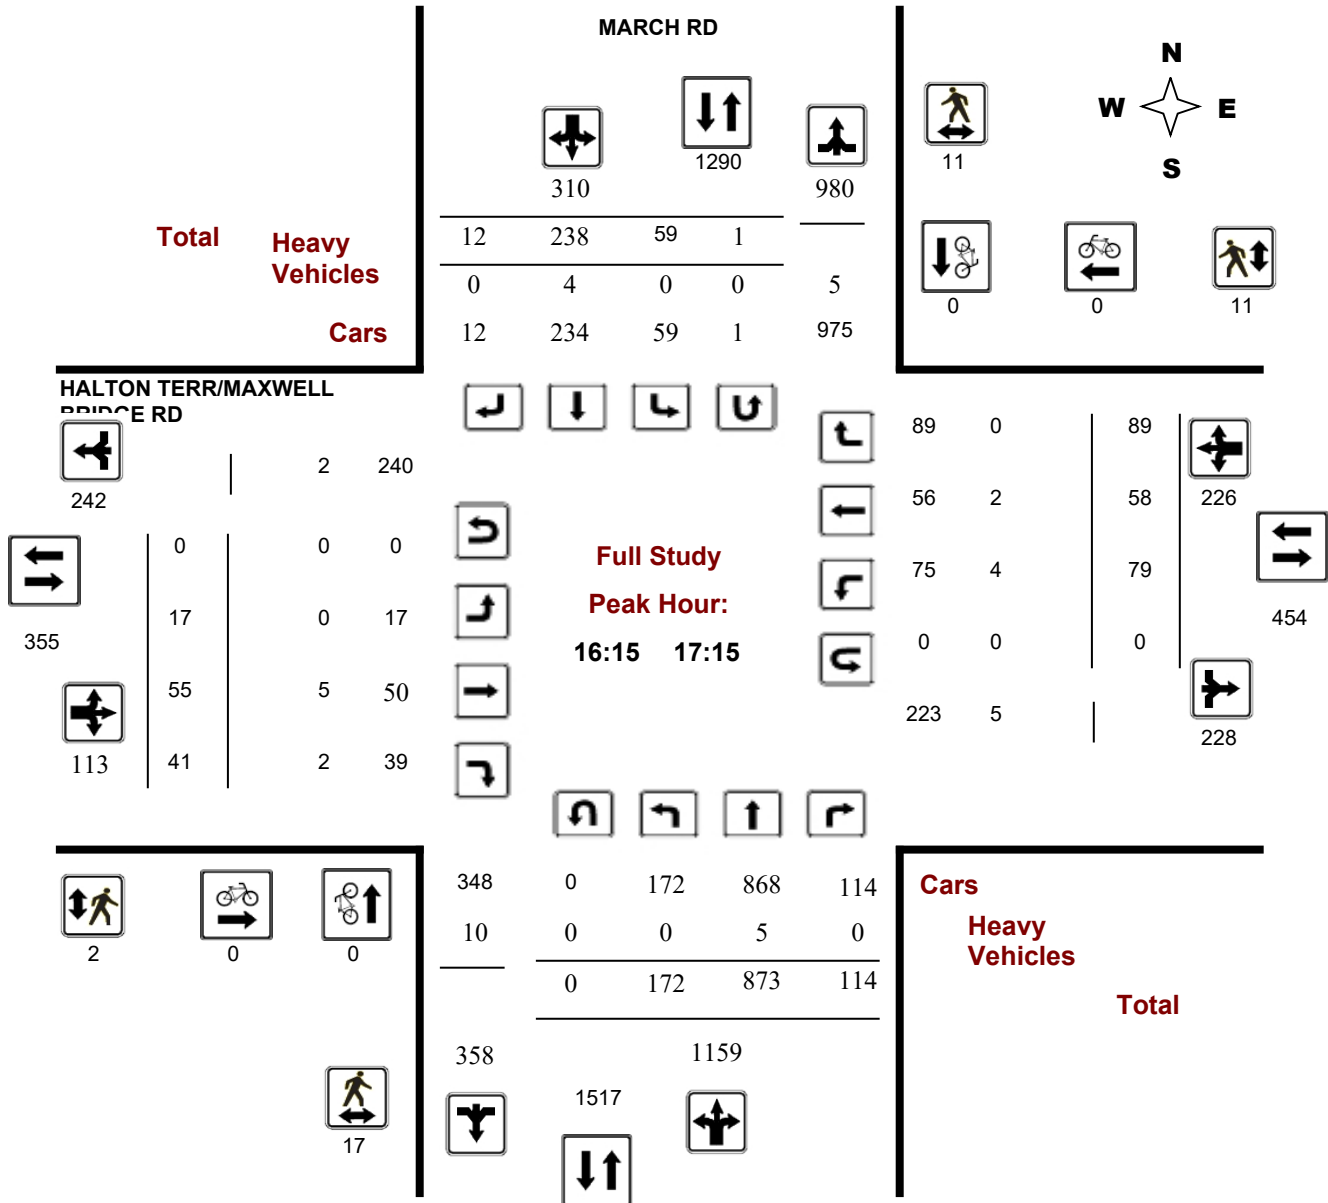 MARCH RD
N
W E
S
1290
11
310
980
Total
Heavy
Vehicles
Cars
12 238 59 1
0 4 0 0 5
12 234 59 1 975
0 0 11
HALTON TERR/MAXWELL
BRIDGE RD
242
2 240
0 0 0
17 0 17
355
55 5 50
113
41 2 39
Full Study
Peak Hour:
16:15 17:15
89 0 89
226
56 2 58
75 4 79
454
0 0 0
223 5
228
348 0 172 868 114
10 0 0 5 0
0 172 873 114
Cars
Heavy
Vehicles
Total
2 0 0
358
1159
1517
17